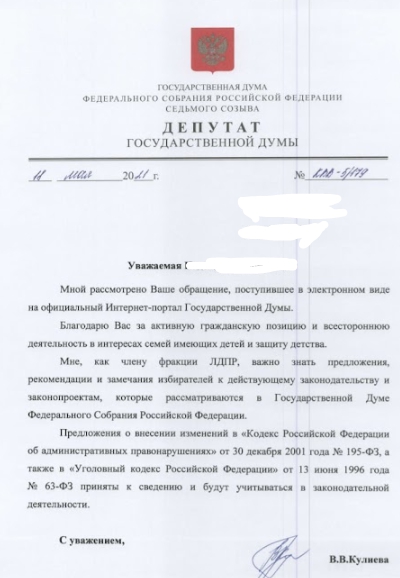 ГОСУДАРСТВЕННАЯ ДУМА
ФЕДЕРАЛЬНОГО СОБРАНИЯ РОССИЙСКОЙ ФЕДЕРАЦИИ
СЕДЬМОГО СОЗЫВА
ДЕПУТАТ
ГОСУДАРСТВЕННОЙ ДУМЫ
11 мая 2021 г. №
Уважаемая
Мной рассмотрено Ваше обращение, поступившее в электронном виде
на официальный Интернет-портал Государственной Думы.
Благодарю Вас за активную гражданскую позицию и всестороннюю
деятельность в интересах семей имеющих детей и защиту детства.
Мне, как члену фракции ЛДПР, важно знать предложения,
рекомендации и замечания избирателей к действующему законодательству и
законопроектам, которые рассматриваются в Государственной Думе
Федерального Собрания Российской Федерации.
Предложения о внесении изменений в «Кодекс Российской Федерации
об административных правонарушениях» от 30 декабря 2001 года № 195-ФЗ, а
также в "Уголовный кодекс Российской Федерации" от 13 июня 1996 года
№ 63-ФЗ приняты к сведению и будут учитываться в законодательной
деятельности.
С уважением,
В.В.Кулиева